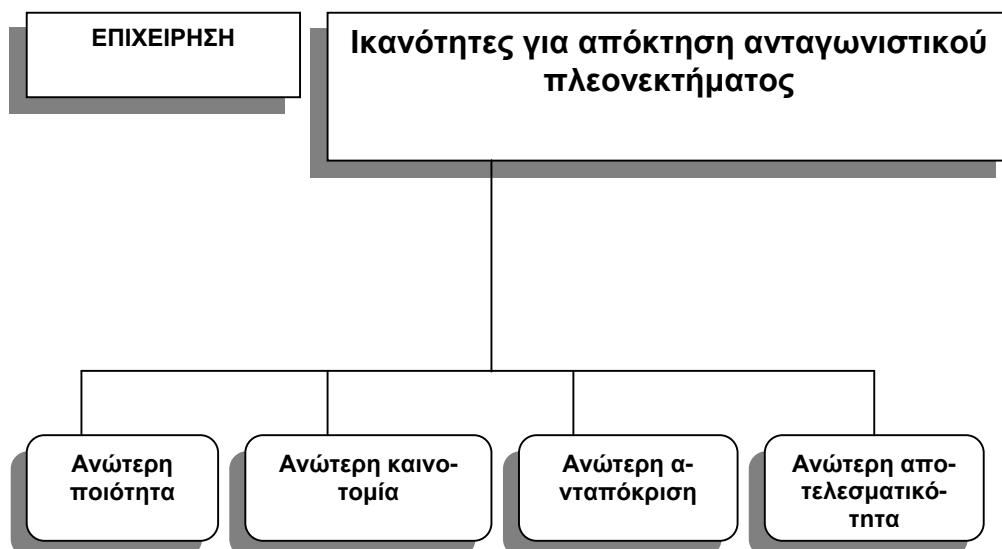 ΕΠΙΧΕΙΡΗΣΗ
Ικανότητες για απόκτηση ανταγωνιστικού
πλεονεκτήματος
Ανώτερη
ποιότητα
Ανώτερη καινο-
τομία
Ανώτερη α-
νταπόκριση
Ανώτερη απο-
τελεσματικό-
τητα